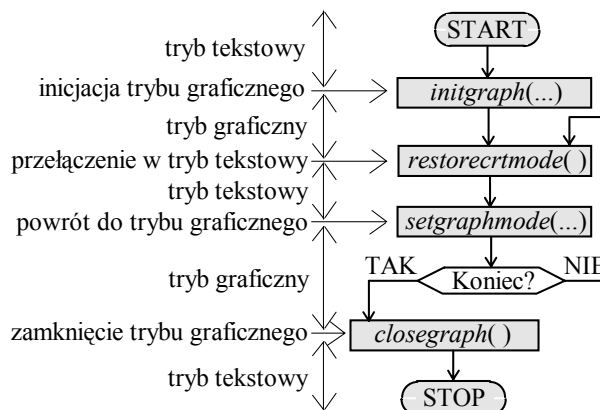 START
tryb tekstowy
inicjacja trybu graficznego
initgraph(...)
tryb graficzny
przełączenie w tryb tekstowy
restorecrtmode( )
tryb tekstowy
powrót do trybu graficznego
setgraphmode(...)
TAK
Koniec?
NIE
tryb graficzny
zamknięcie trybu graficznego
closegraph( )
tryb tekstowy
STOP